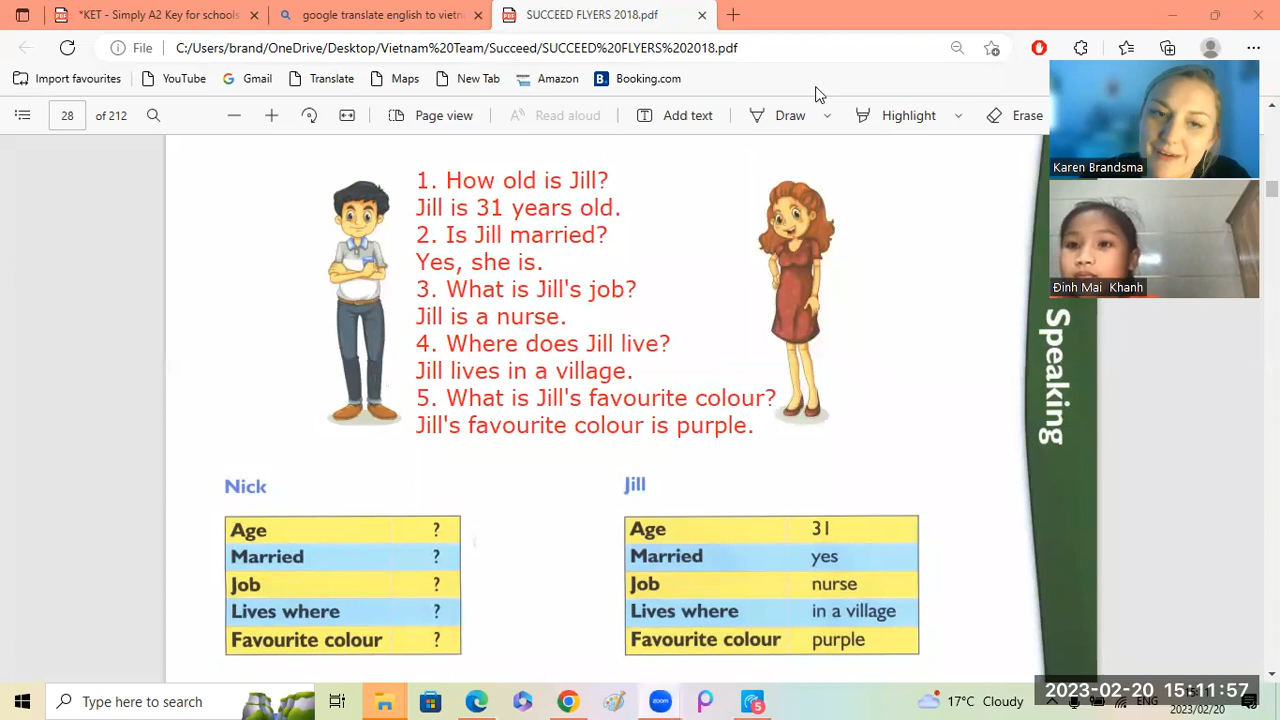 *KET - Simply A2 Key for schools
google translate english to vietn
SUCCEED FLYERS 2018.pdf
File
C:/Users/brand/OneDrive/Desktop/Vietnam%20Team/Succeed/SUCCEED%20FLYERS%202018.pdf
Import favourites
YouTube
Gmail
Translate
Maps
New Tab
Amazon
B.
Booking.com
28
of 212
Page view
Read aloud
Add text
Draw
Highlight
Erase
Karen Brandsma
Đinh Mai Khanh
1. How old is Jill?
Jill is 31 years old.
2. Is Jill married?
Yes, she is.
3. What is Jill's job?
Jill is a nurse.
4. Where does Jill live?
Jill lives in a village.
5. What is Jill's favourite colour?
Jill's favourite colour is purple.
Speaking
Nick
Age ?
Married ?
Job ?
Lives where ?
Favourite colour ?
Jill
Age 31
Married yes
Job nurse
Lives where in a village
Favourite colour purple
Type here to search
zoom
5
17°C Cloudy
2023-02-20 15:11:57
2023/02/20